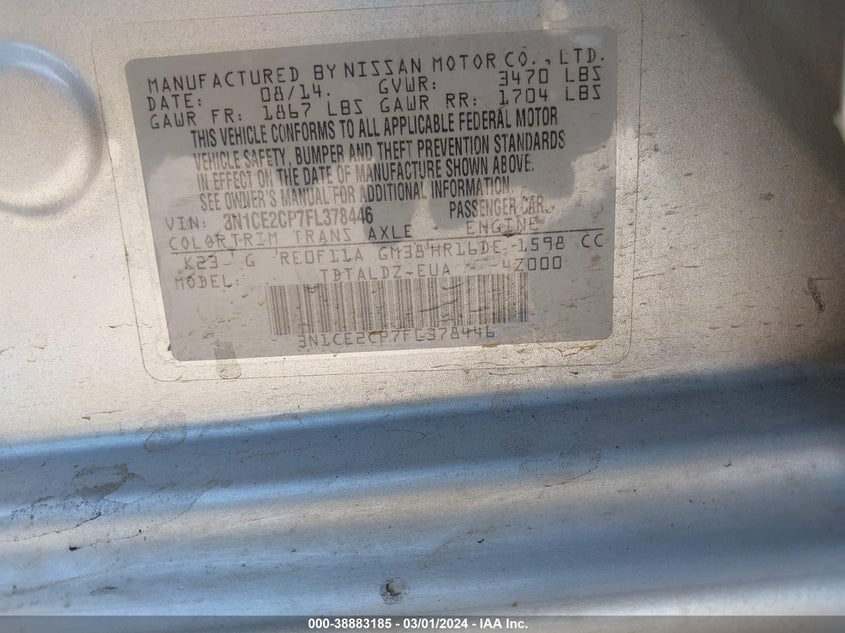 MANUFACTURED BY NISSAN MOTOR CO., LTD.
DATE: 08/14. GVWR: 3470 LBS
GAWR FR: 1867 LBS GAWR RR: 1704 LBS
THIS VEHICLE CONFORMS TO ALL APPLICABLE FEDERAL MOTOR
VEHICLE SAFETY, BUMPER AND THEFT PREVENTION STANDARDS
IN EFFECT ON THE DATE OF MANUFACTURE SHOWN ABOVE.
SEE OWNER'S MANUAL FOR ADDITIONAL INFORMATION.
VIN: 3N1CE2CP7FL378446 PASSENGER CAR
COLOR TRIM TRANS AXLE ENGINE
K23 G RE0F11A GM38 HR16DE 1598 CC
MODEL: TDTALDZ-EUA 4Z000
3N1CE2CP7FL378446
000-38883185 - 03/01/2024 - IAA Inc.